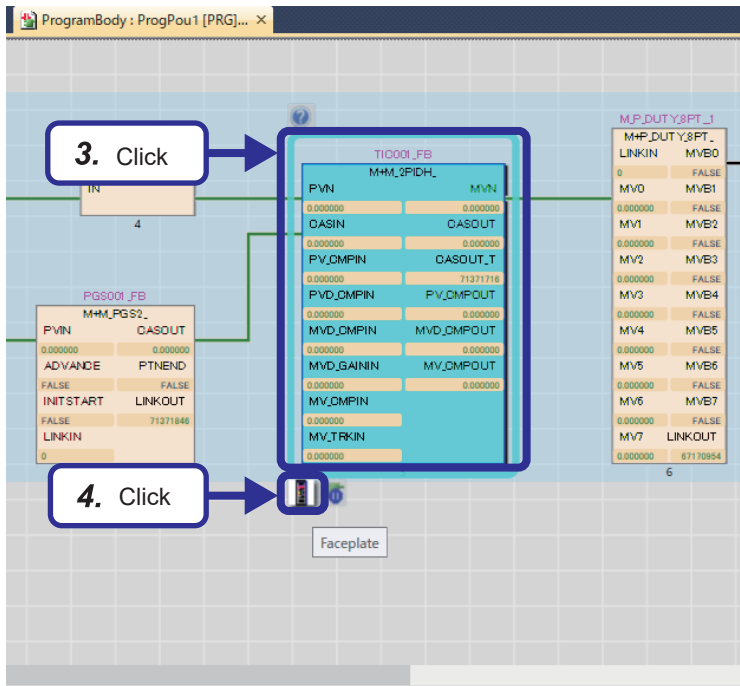 ProgramBody : ProgPou1 [PRG]... ×
?
3. Click
IN
4
PGS001_FB
M+M_PGS2_
PVIN CASOUT
0.000000 0.000000
ADVANCE PTNEND
FALSE FALSE
INITSTART LINKOUT
FALSE 71371846
LINKIN
0
TIC001_FB
M+M_2PIDH_
PVN MVN
0.000000 0.000000
CASIN CASOUT
0.000000 0.000000
PV_CMPIN CASOUT_T
0.000000 71371716
PVD_CMPIN PV_CMPOUT
0.000000 0.000000
MVD_CMPIN MVD_CMPOUT
0.000000 0.000000
MVD_GAININ MV_CMPOUT
0.000000 0.000000
MV_CMPIN
0.000000
MV_TRKIN
0.000000
M_P_DUTY_8PT_1
M+P_DUTY_8PT_
LINKIN MVB0
0 FALSE
MV0 MVB1
0.000000 FALSE
MV1 MVB2
0.000000 FALSE
MV2 MVB3
0.000000 FALSE
MV3 MVB4
0.000000 FALSE
MV4 MVB5
0.000000 FALSE
MV5 MVB6
0.000000 FALSE
MV6 MVB7
0.000000 FALSE
MV7 LINKOUT
0.000000 67170954
6
4. Click
Faceplate